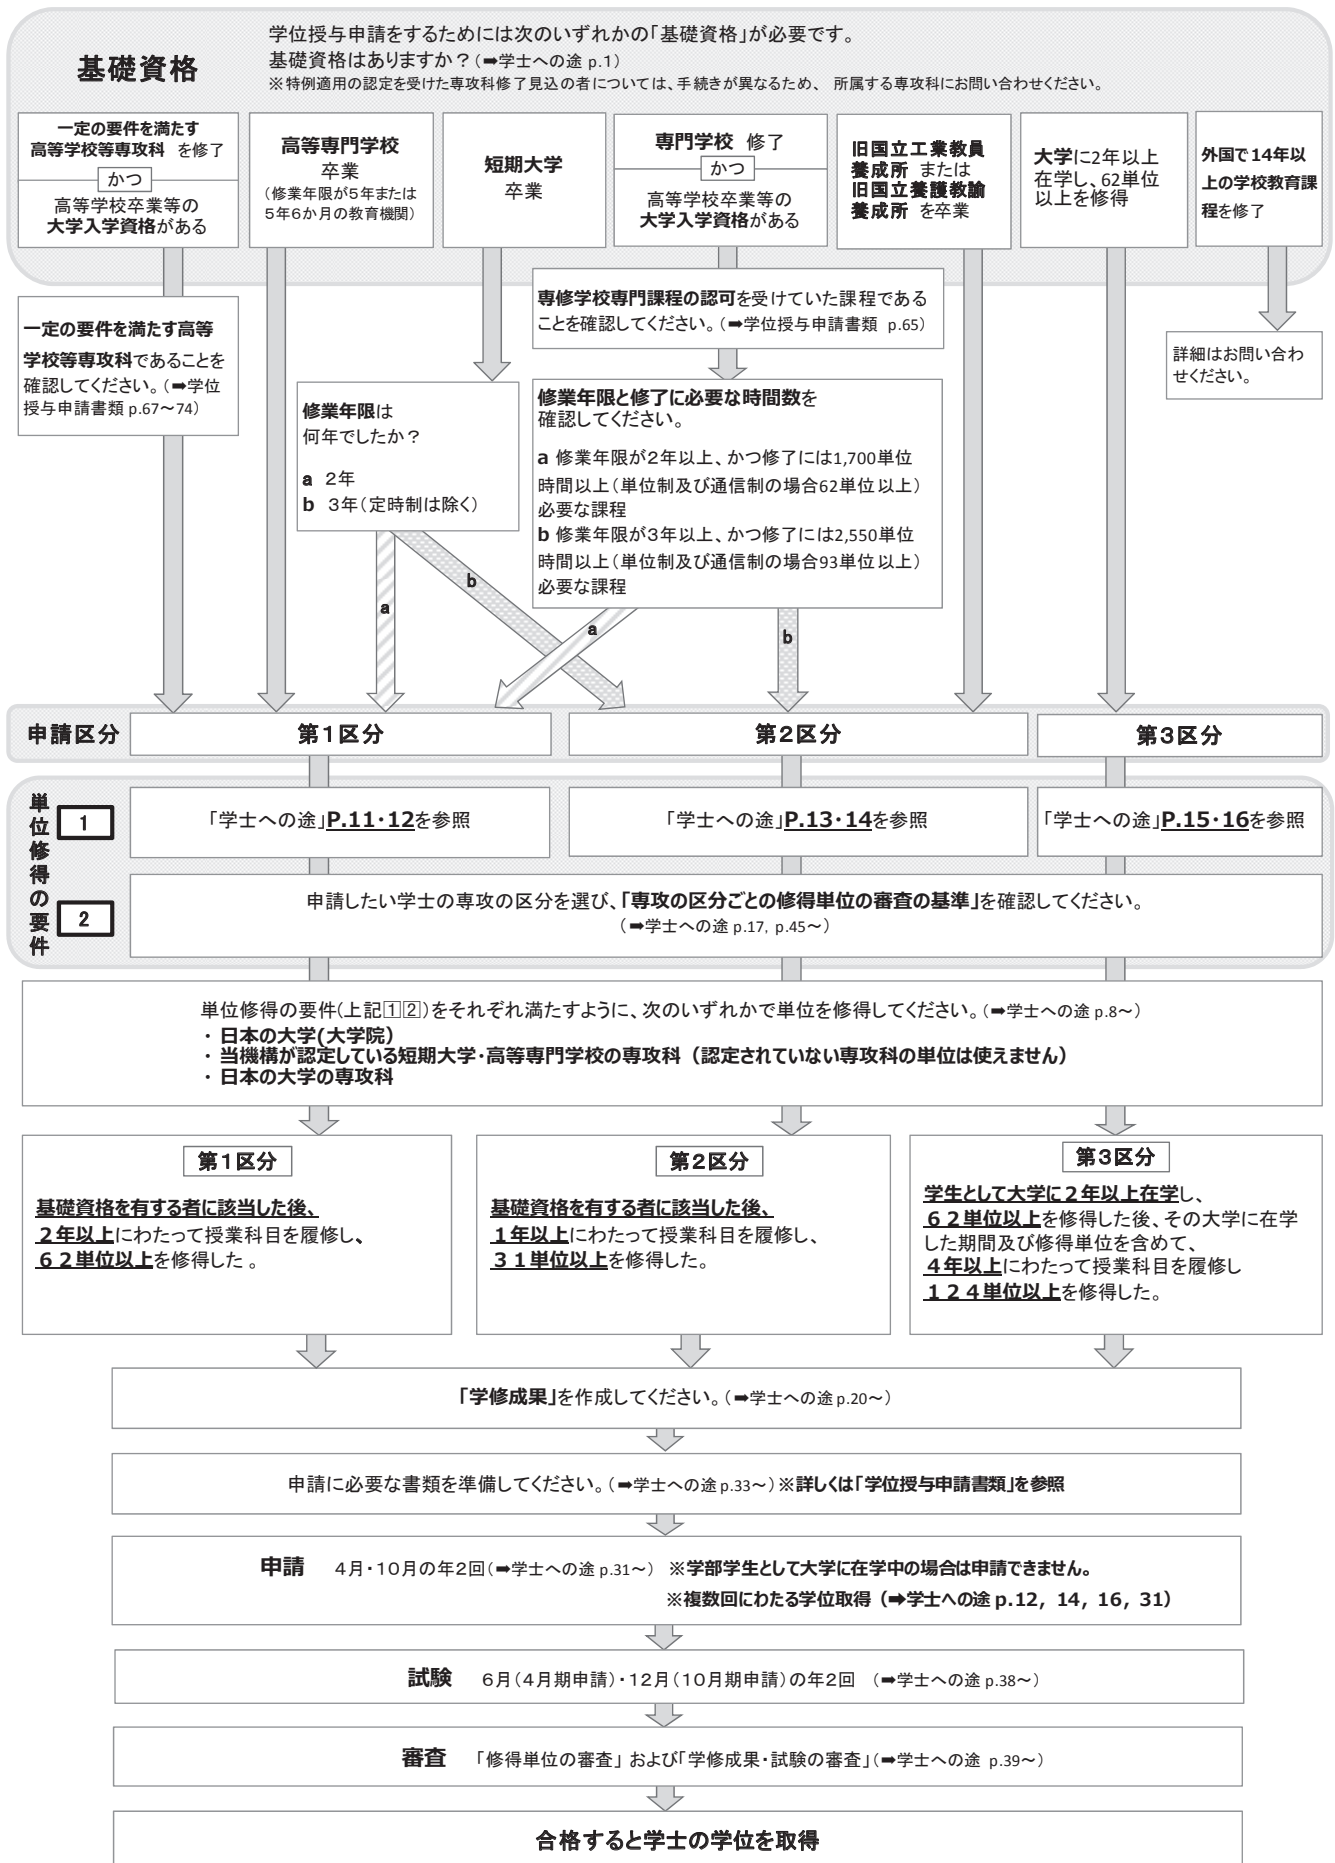 学位授与申請をするためには次のいずれかの「基礎資格」が必要です。
基礎資格
基礎資格はありますか？（➡学士への途 p.1）
※特例適用の認定を受けた専攻科修了見込の者については、手続きが異なるため、 所属する専攻科にお問い合わせください。
一定の要件を満たす
高等学校等専攻科 を修了
かつ
高等学校卒業等の
大学入学資格がある
高等専門学校
卒業
（修業年限が５年または
５年６か月の教育機関）
短期大学
卒業
専門学校 修了
かつ
高等学校卒業等の
大学入学資格がある
旧国立工業教員
養成所 または
旧国立養護教諭
養成所 を卒業
大学に2年以上
在学し、62単位
以上を修得
外国で14年以
上の学校教育課
程を修了
一定の要件を満たす高等
学校等専攻科であることを
確認してください。（➡学位
授与申請書類 p.67～74）
専修学校専門課程の認可を受けていた課程である
ことを確認してください。（➡学位授与申請書類 p.65）
詳細はお問い合わ
せください。
修業年限は
何年でしたか？
a ２年
b ３年（定時制は除く）
修業年限と修了に必要な時間数を
確認してください。
a 修業年限が２年以上、かつ修了には1,700単位
時間以上（単位制及び通信制の場合62単位以上）
必要な課程
b 修業年限が３年以上、かつ修了には2,550単位
時間以上（単位制及び通信制の場合93単位以上）
必要な課程
a
b
a
b
申請区分
第１区分
第２区分
第３区分
単位修得の要件
1
「学士への途」P.11・12を参照
「学士への途」P.13・14を参照
「学士への途」P.15・16を参照
2
申請したい学士の専攻の区分を選び、「専攻の区分ごとの修得単位の審査の基準」を確認してください。
（➡学士への途 p.17, p.45～）
単位修得の要件(上記1 2)をそれぞれ満たすように、次のいずれかで単位を修得してください。（➡学士への途 p.8～）
・ 日本の大学(大学院)
・ 当機構が認定している短期大学・高等専門学校の専攻科（認定されていない専攻科の単位は使えません）
・ 日本の大学の専攻科
第１区分
基礎資格を有する者に該当した後、
２年以上にわたって授業科目を履修し、
６２単位以上を修得した 。
第２区分
基礎資格を有する者に該当した後、
１年以上にわたって授業科目を履修し、
３１単位以上を修得した。
第３区分
学生として大学に２年以上在学し、
６２単位以上を修得した後、その大学に在学
した期間及び修得単位を含めて、
４年以上にわたって授業科目を履修し
１２４単位以上を修得した。
「学修成果」を作成してください。（➡学士への途 p.20～）
申請に必要な書類を準備してください。（➡学士への途 p.33～）※詳しくは「学位授与申請書類」を参照
申請 ４月・１０月の年２回（➡学士への途 p.31～） ※学部学生として大学に在学中の場合は申請できません。
※複数回にわたる学位取得（➡学士への途 p.12, 14, 16, 31）
試験 ６月（４月期申請）・１２月（１０月期申請）の年２回 （➡学士への途 p.38～）
審査 「修得単位の審査」 および「学修成果・試験の審査」（➡学士への途 p.39～）
合格すると学士の学位を取得